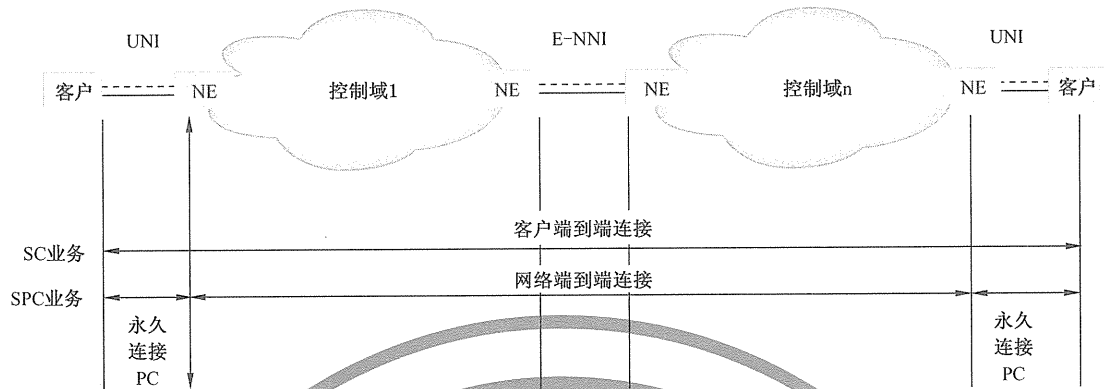 UNI E-NNI UNI
客户 NE 控制域1 NE NE 控制域n NE 客户
客户端到端连接
SC业务
网络端到端连接
SPC业务
永久 永久
连接 连接
PC PC